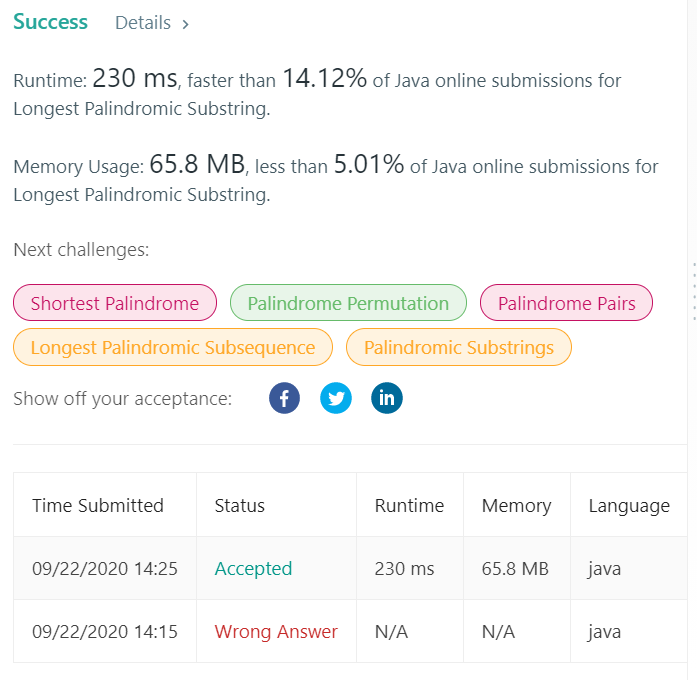 Success Details >
Runtime: 230 ms, faster than 14.12% of Java online submissions for
Longest Palindromic Substring.
Memory Usage: 65.8 MB, less than 5.01% of Java online submissions for
Longest Palindromic Substring.
Next challenges:
Shortest Palindrome Palindrome Permutation Palindrome Pairs
Longest Palindromic Subsequence Palindromic Substrings
Show off your acceptance: f in
Time Submitted Status Runtime Memory Language
09/22/2020 14:25 Accepted 230 ms 65.8 MB java
09/22/2020 14:15 Wrong Answer N/A N/A java